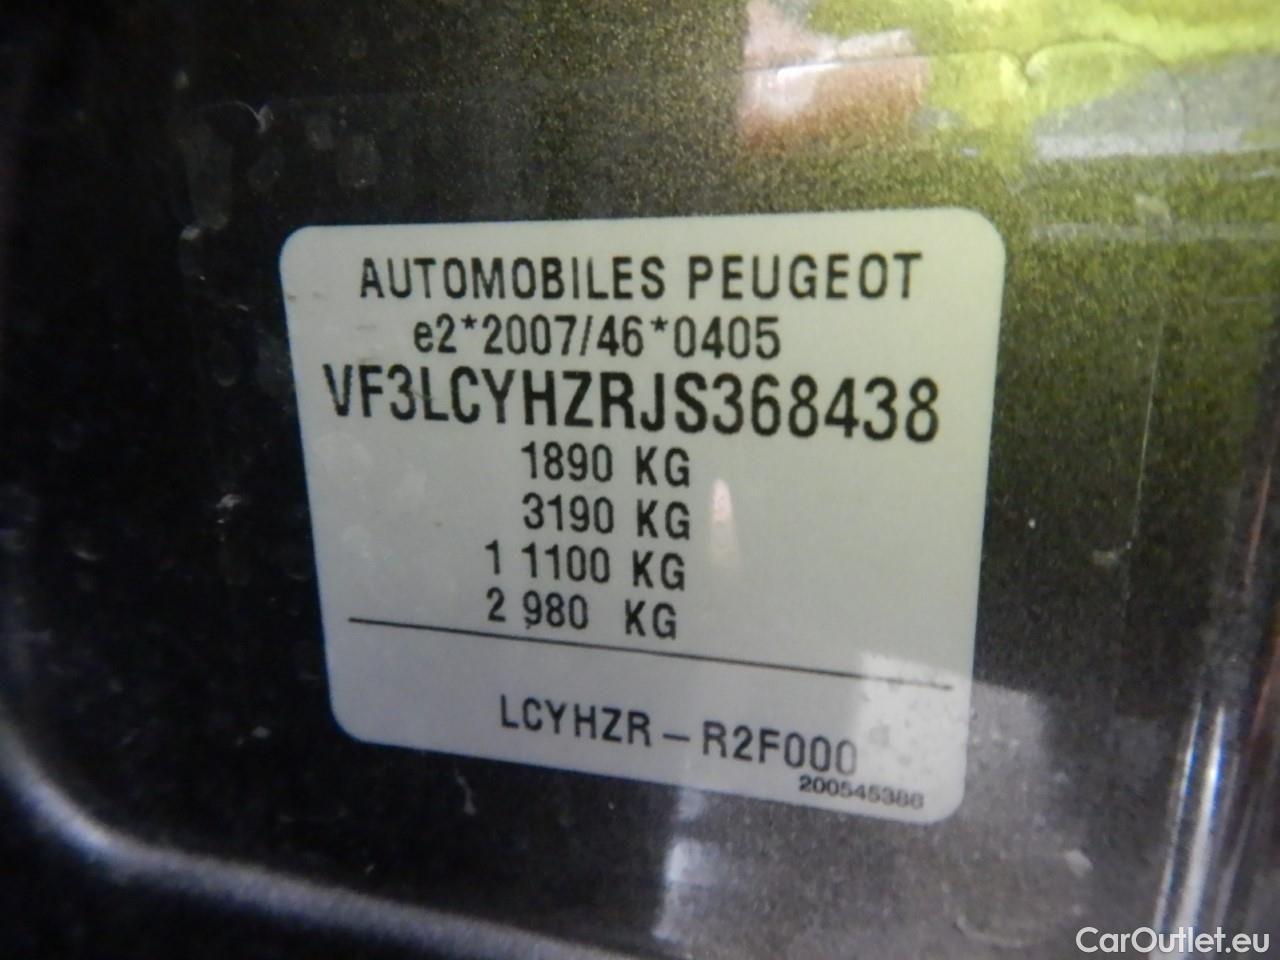 AUTOMOBILES PEUGEOT
e2*2007/46*0405
VF3LCYHZRJS368438
1890 KG
3190 KG
1 1100 KG
2 980 KG
LCYHZR – R2F000
200545386
CarOutlet.eu